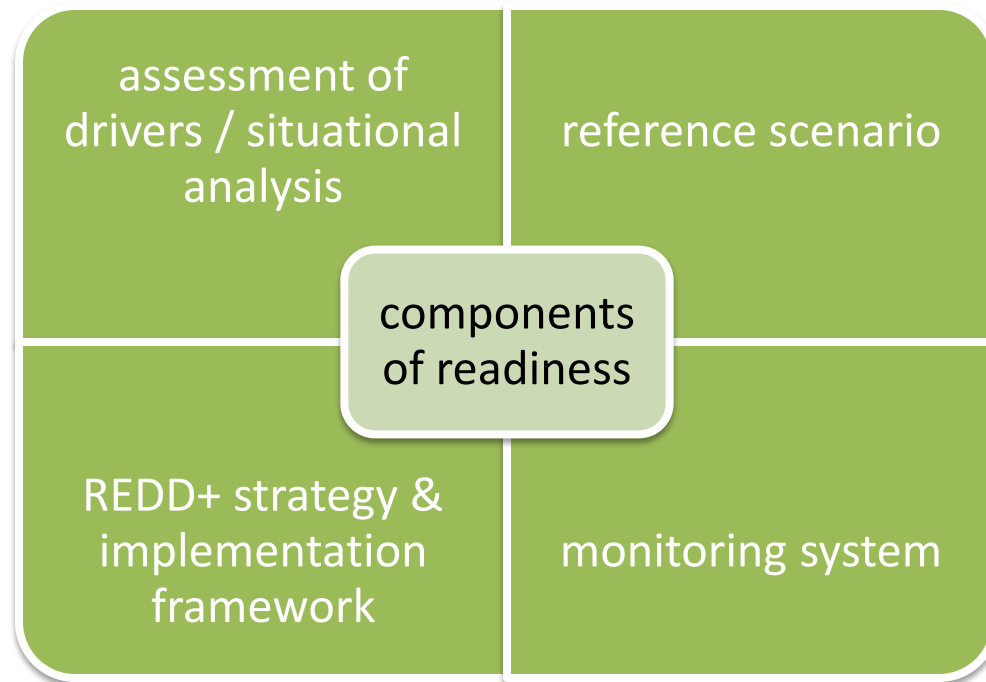 assessment of
drivers / situational
analysis
reference scenario
components
of readiness
REDD+ strategy &
implementation
framework
monitoring system